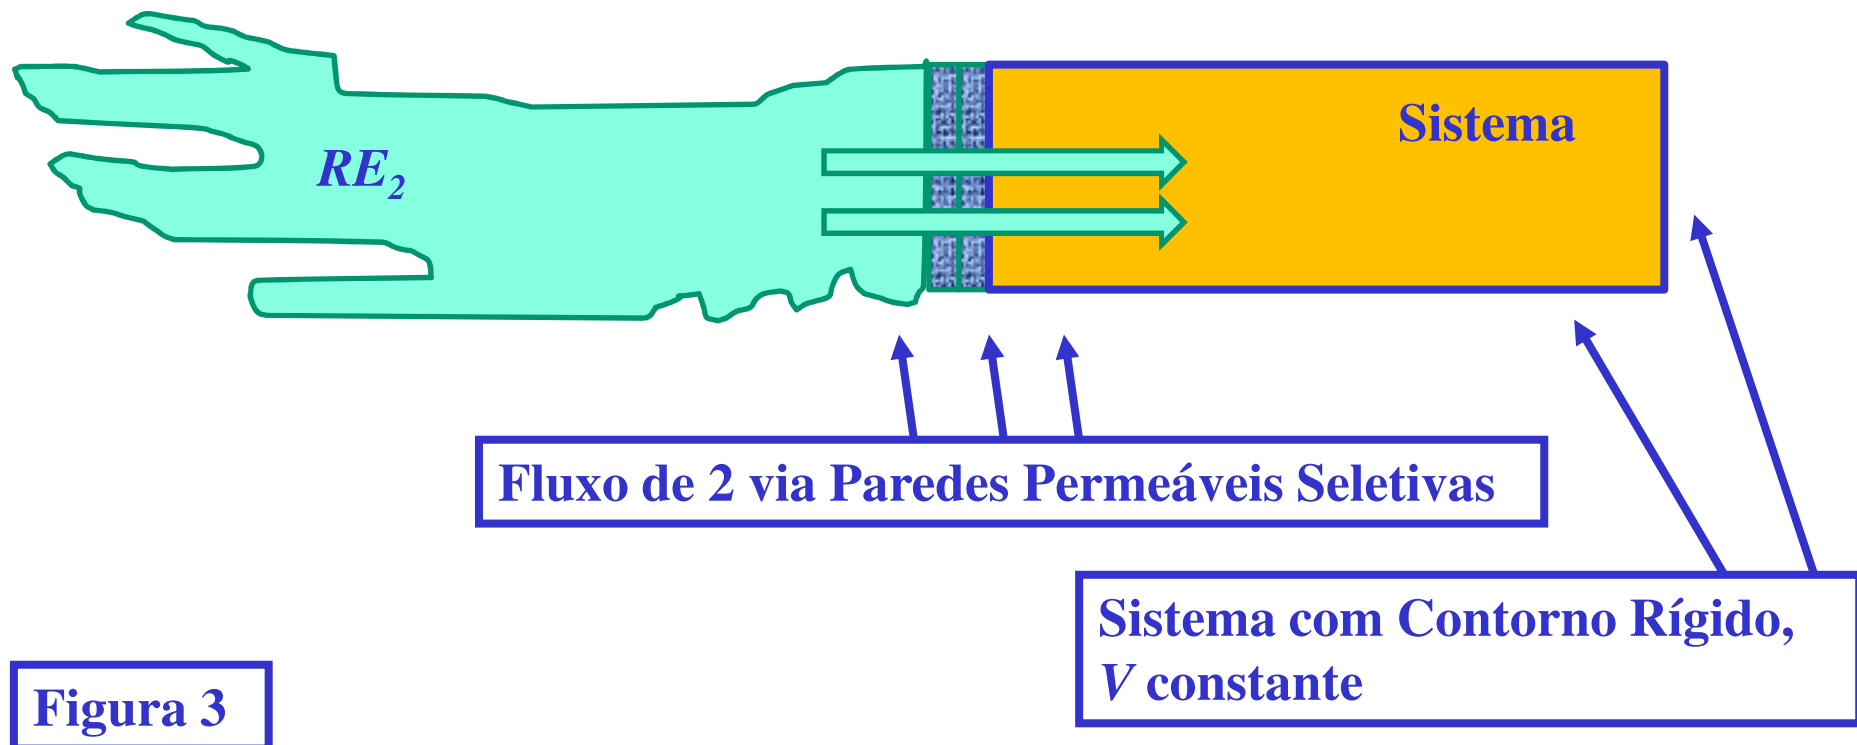 Sistema
RE2
Fluxo de 2 via Paredes Permeáveis Seletivas
Sistema com Contorno Rígido,
V constante
Figura 3